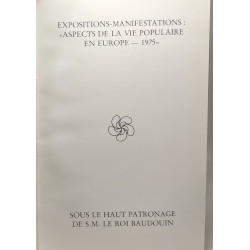 EXPOSITIONS-MANIFESTATIONS :
«ASPECTS DE LA VIE POPULAIRE
EN EUROPE — 1975»
SOUS LE HAUT PATRONAGE
DE S.M. LE ROI BAUDOUIN